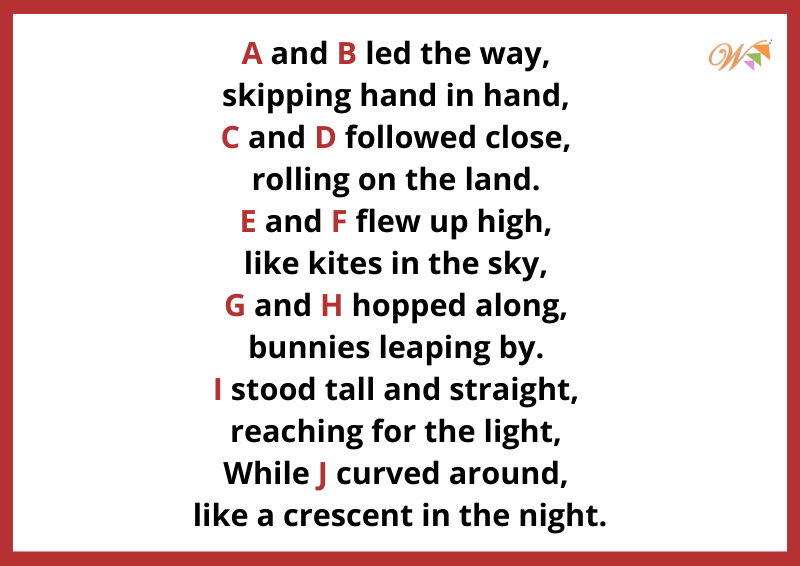 W
A and B led the way,
skipping hand in hand,
C and D followed close,
rolling on the land.
E and F flew up high,
like kites in the sky,
G and H hopped along,
bunnies leaping by.
I stood tall and straight,
reaching for the light,
While J curved around,
like a crescent in the night.